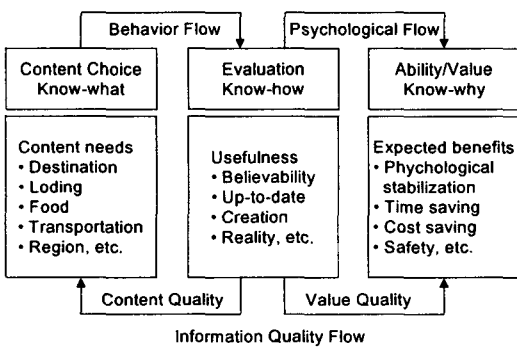 Behavior Flow
Psychological Flow
Content Choice
Know-what
Evaluation
Know-how
Ability/Value
Know-why
Content needs
• Destination
• Loding
• Food
• Transportation
• Region, etc.
Usefulness
• Believability
• Up-to-date
• Creation
• Reality, etc.
Expected benefits
• Phychological
stabilization
• Time saving
• Cost saving
• Safety, etc.
Content Quality
Value Quality
Information Quality Flow